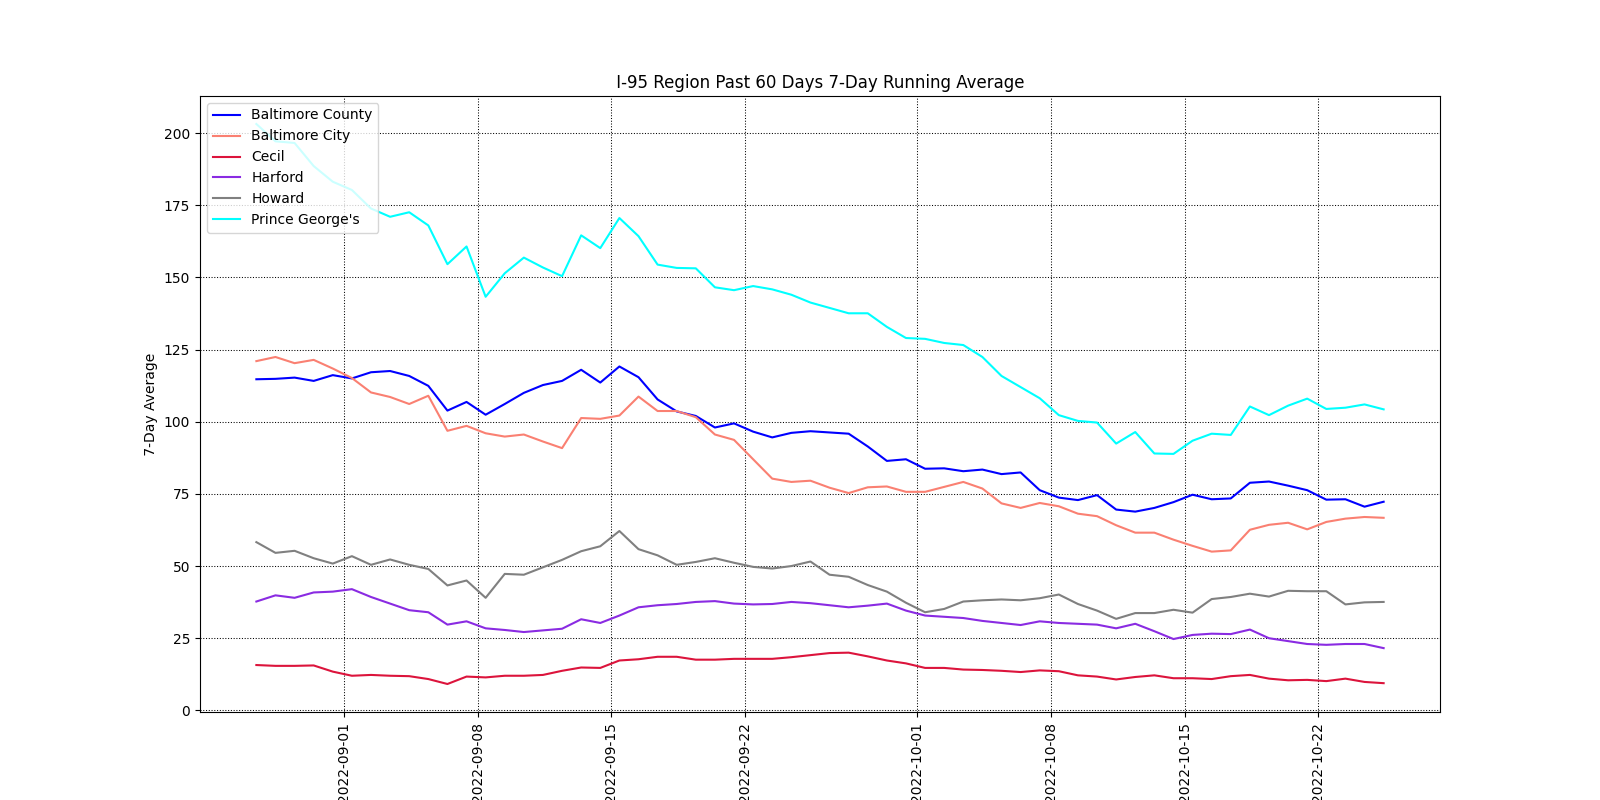 I-95 Region Past 60 Days 7-Day Running Average
Baltimore County
Baltimore City
Cecil
Harford
Howard
Prince George's
200
175
150
125
100
75
50
25
0
7-Day Average
2022-09-01
2022-09-08
2022-09-15
2022-09-22
2022-10-01
2022-10-08
2022-10-15
2022-10-22